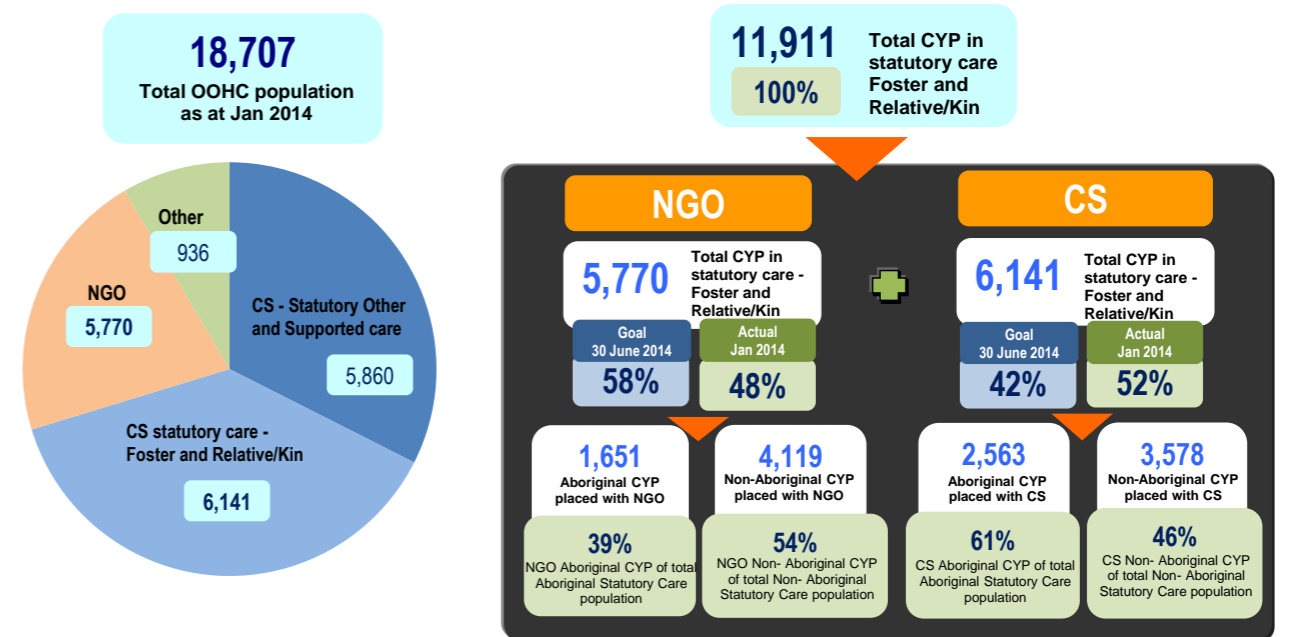 18,707
Total OOHC population
as at Jan 2014
Other
936
NGO
5,770
CS - Statutory Other
and Supported care
5,860
CS statutory care -
Foster and Relative/Kin
6,141
11,911
100%
Total CYP in
statutory care
Foster and
Relative/Kin
NGO
5,770
Total CYP in
statutory care -
Foster and
Relative/Kin
Goal
30 June 2014
58%
Actual
Jan 2014
48%
1,651
Aboriginal CYP
placed with NGO
39%
NGO Aboriginal CYP of total
Aboriginal Statutory Care
population
4,119
Non-Aboriginal CYP
placed with NGO
54%
NGO Non- Aboriginal CYP
of total Non- Aboriginal
Statutory Care population
CS
6,141
Total CYP in
statutory care -
Foster and
Relative/Kin
Goal
30 June 2014
42%
Actual
Jan 2014
52%
2,563
Aboriginal CYP
placed with CS
61%
CS Aboriginal CYP of total
Aboriginal Statutory Care
population
3,578
Non-Aboriginal CYP
placed with CS
46%
CS Non- Aboriginal CYP
of total Non- Aboriginal
Statutory Care population